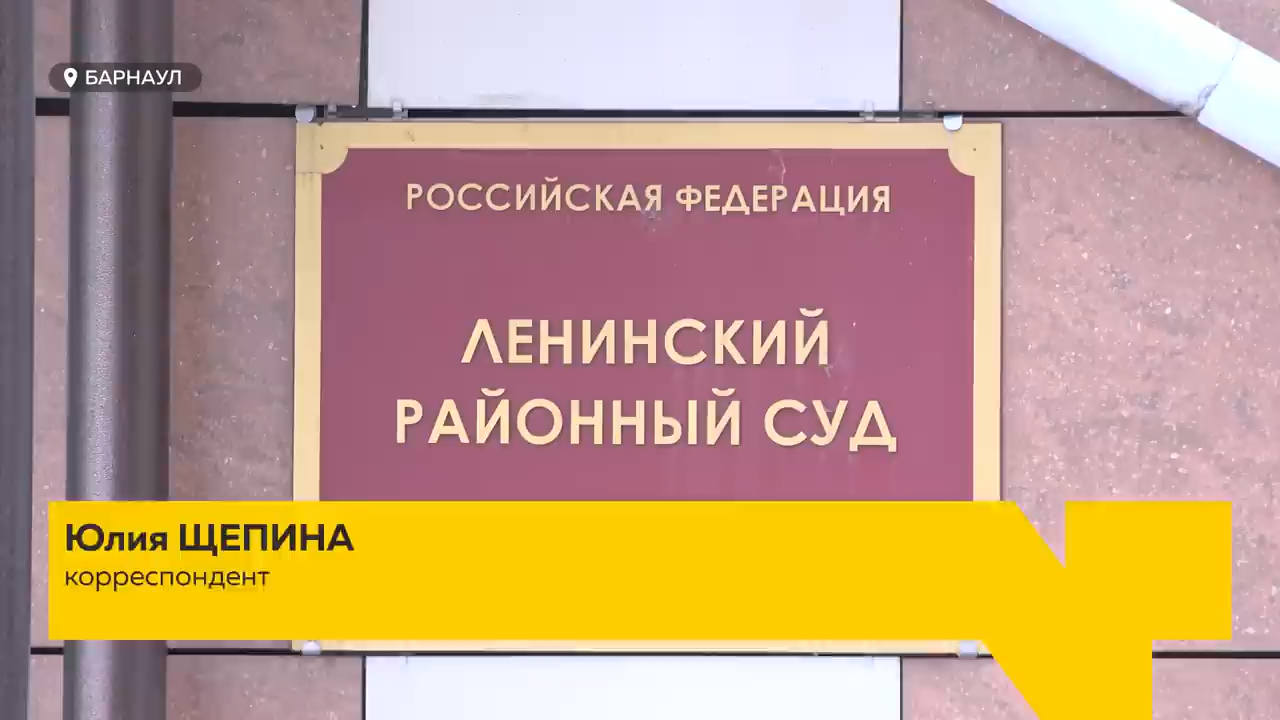 БАРНАУЛ
РОССИЙСКАЯ ФЕДЕРАЦИЯ
ЛЕНИНСКИЙ
РАЙОННЫЙ СУД
Юлия ЩЕПИНА
корреспондент